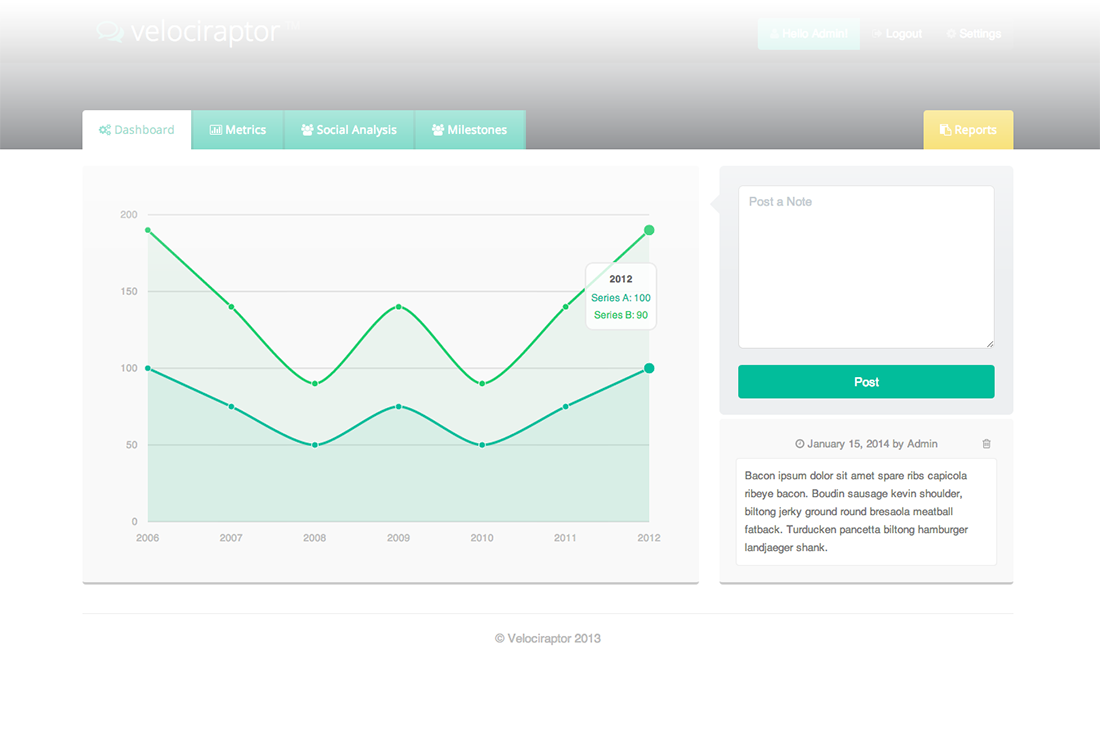 velociraptor
Hello Admin! Logout Settings
Dashboard Metrics Social Analysis Milestones Reports
200
150
100
50
0
2006 2007 2008 2009 2010 2011 2012
2012
Series A: 100
Series B: 90
Post a Note
Post
January 15, 2014 by Admin
Bacon ipsum dolor sit amet spare ribs capicola
ribeye bacon. Boudin sausage kevin shoulder,
biltong jerky ground round bresaola meatball
fatback. Turducken pancetta biltong hamburger
landjaeger shank.
© Velociraptor 2013